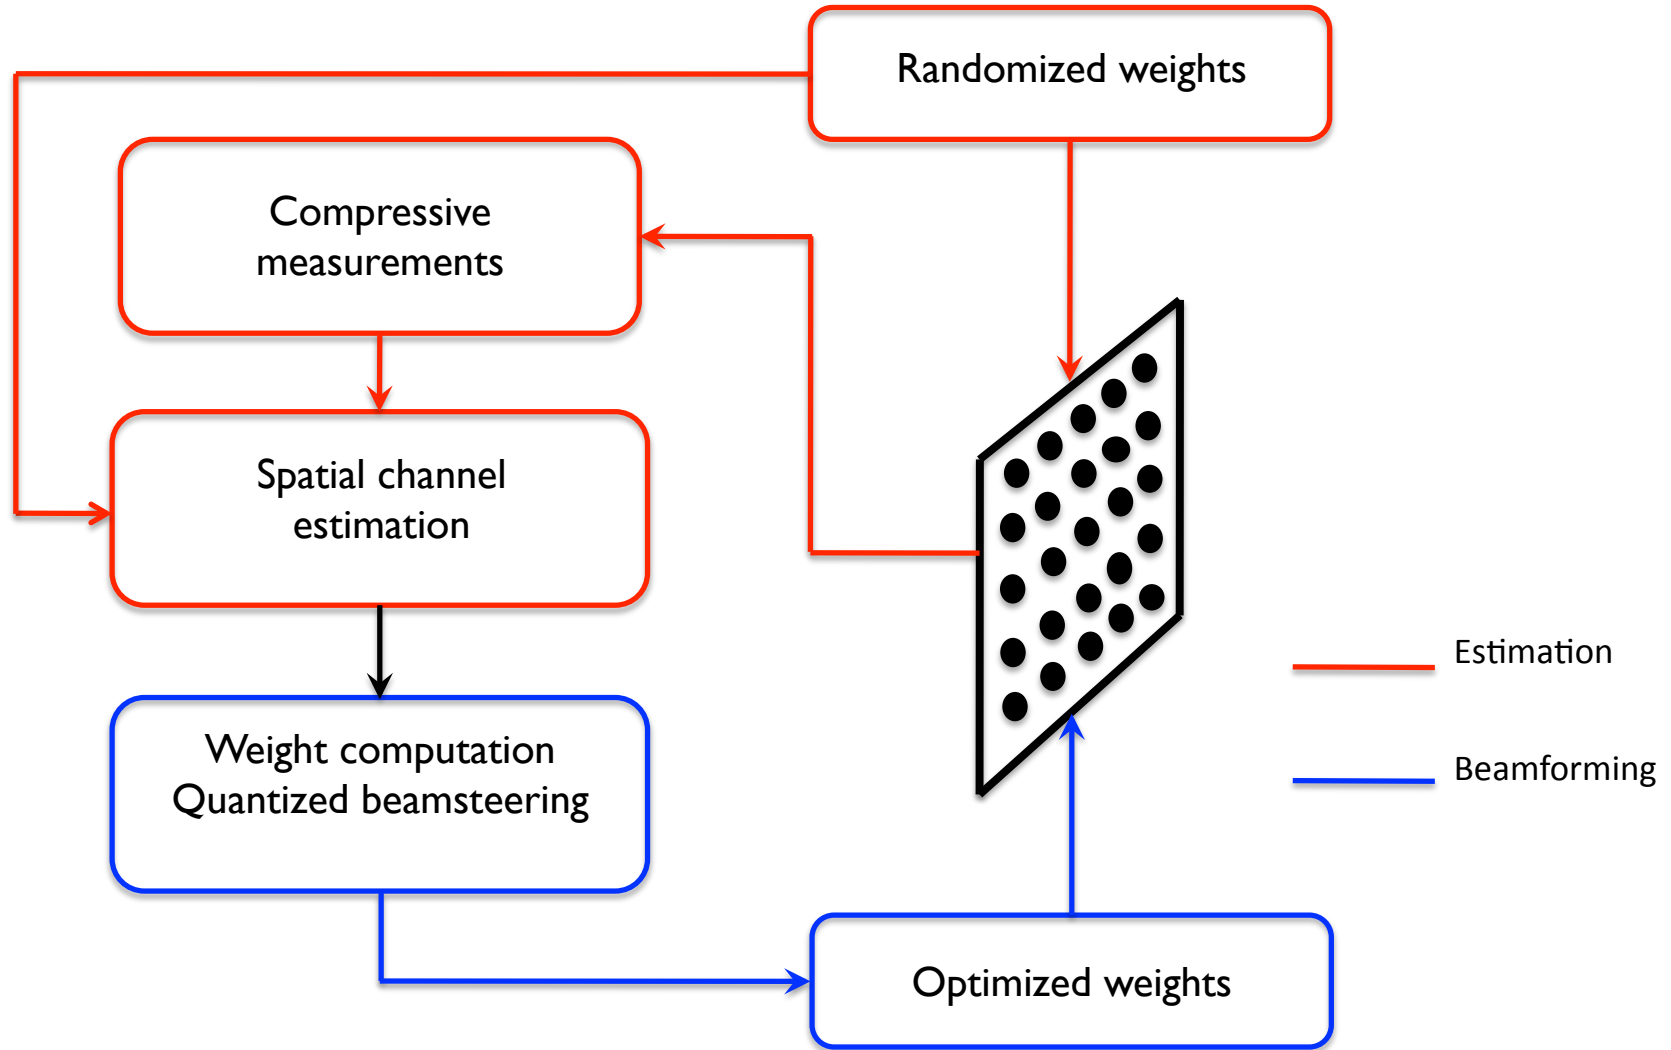 Randomized weights
Compressive
measurements
Spatial channel
estimation
Weight computation
Quantized beamsteering
Optimized weights
Estimation
Beamforming